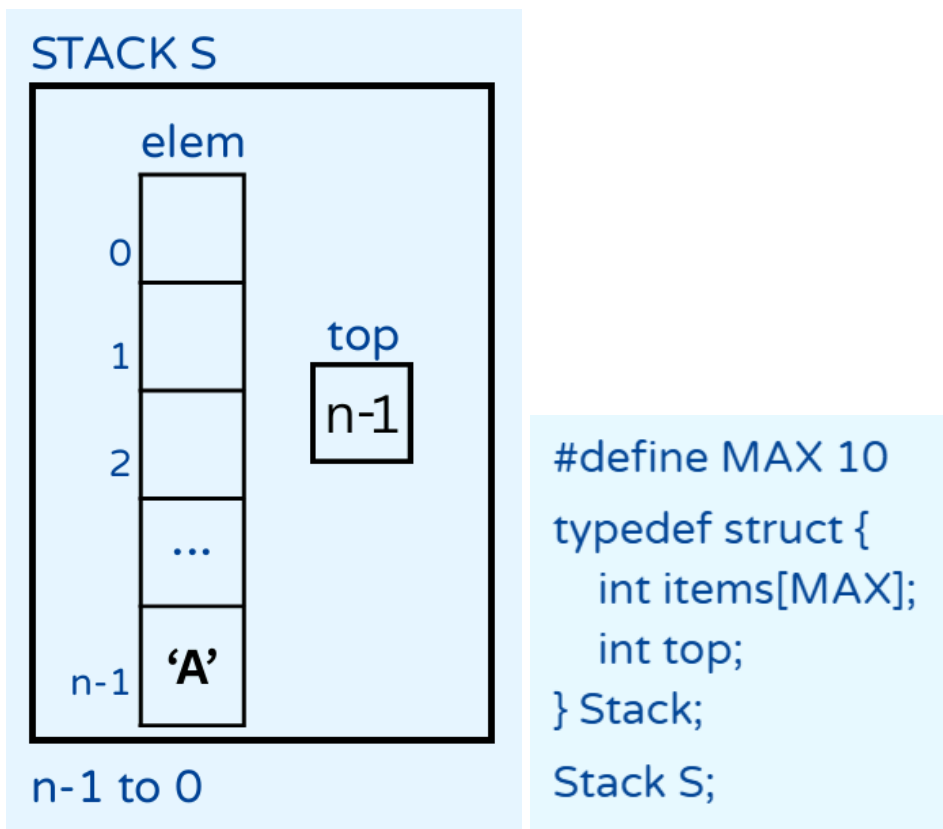 STACK S
elem
0
1
2
...
n-1
‘A’
top
n-1
n-1 to 0
#define MAX 10
typedef struct {
int items[MAX];
int top;
} Stack;
Stack S;